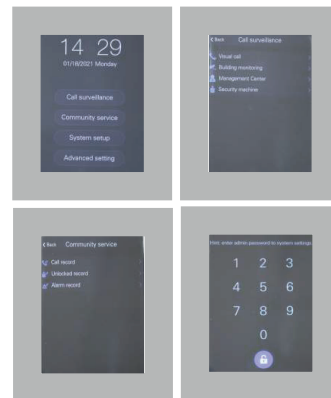 14 29
01/18/2021 Monday
Call surveillance
Community service
System setup
Advanced setting
Back Call surveillance
Visual call
Building monitoring
Management Center
Security machine
Back Community service
Call record
Unlocked record
Alarm record
Hint: enter admin password to system settings
1 2 3
4 5 6
7 8 9
0